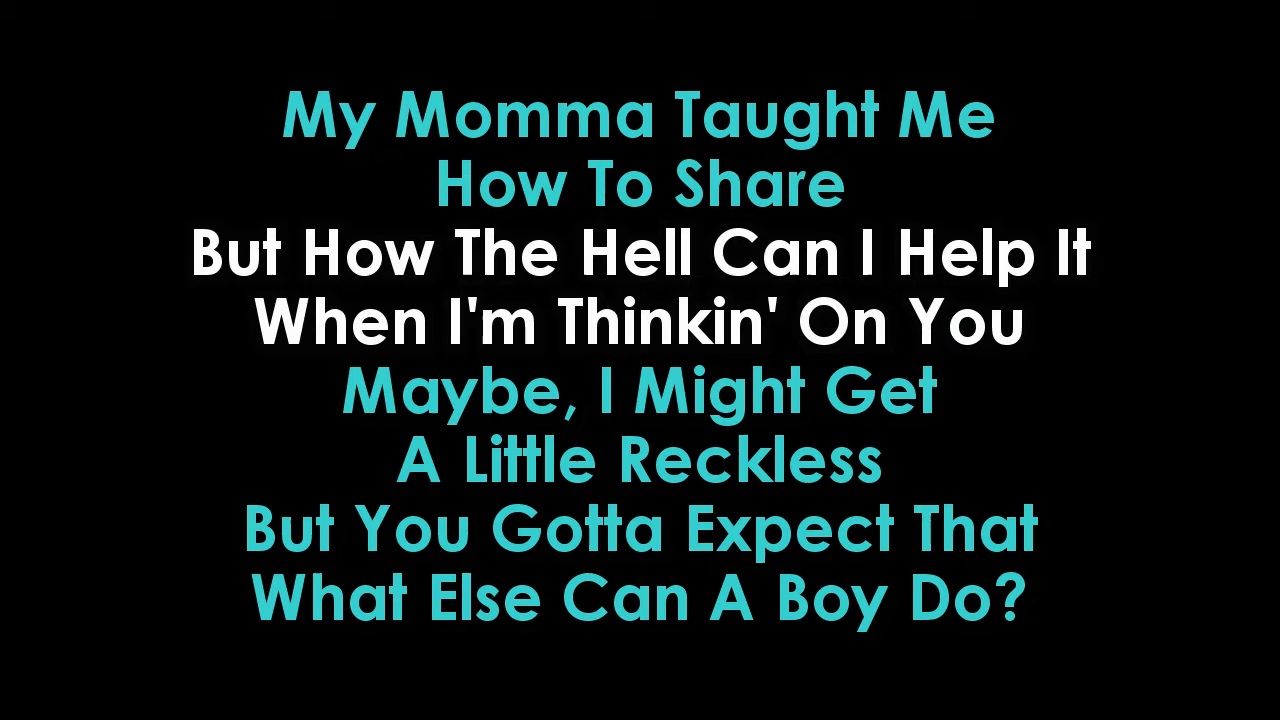 My Momma Taught Me
How To Share
But How The Hell Can I Help It
When I'm Thinkin' On You
Maybe, I Might Get
A Little Reckless
But You Gotta Expect That
What Else Can A Boy Do?